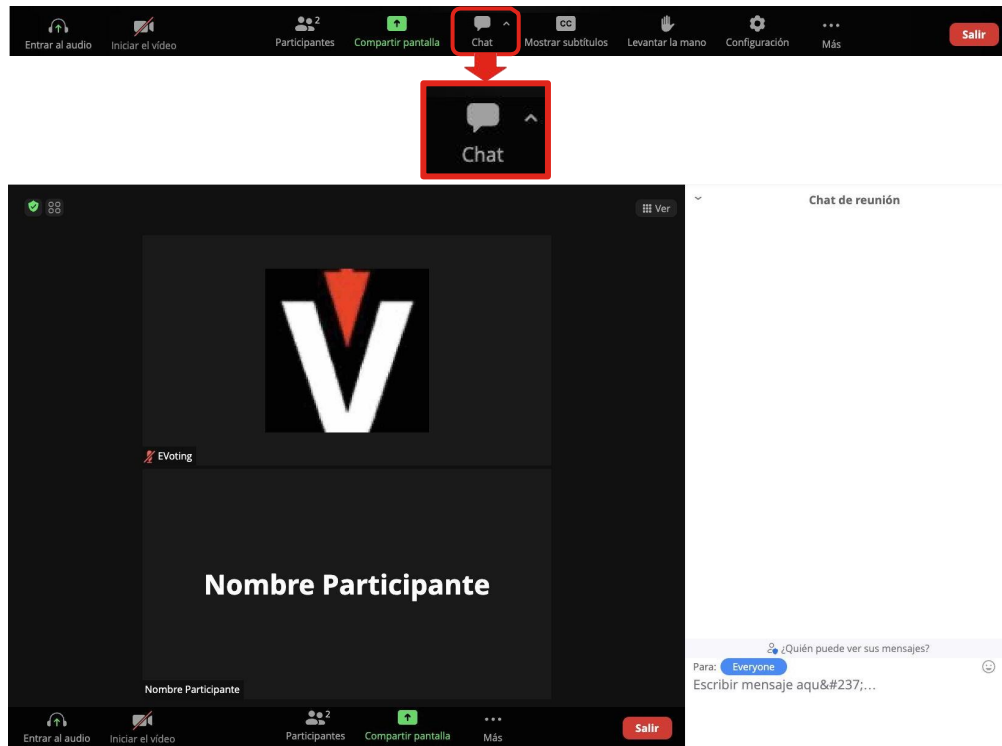 Entrar al audio
Iniciar el vídeo
2
Participantes
Compartir pantalla
Chat
CC
Mostrar subtítulos
Levantar la mano
Configuración
Más
Salir
Chat
Ver
Chat de reunión
V
EVoting
Nombre Participante
Nombre Participante
¿Quién puede ver sus mensajes?
Para: Everyone
Escribir mensaje aqu&#237;...
Entrar al audio
Iniciar el vídeo
2
Participantes
Compartir pantalla
Más
Salir